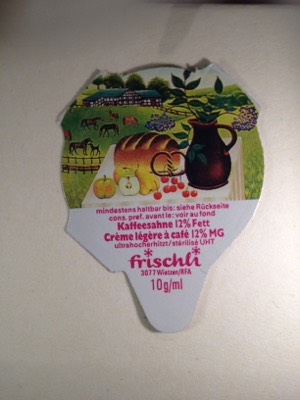 mindestens haltbar bis: siehe Rückseite
cons. pref. avant le: voir au fond
Kaffeesahne 12% Fett
Crème légère à café 12% MG
ultrahocherhitzt/stérilisé UHT
frischli
3077 Wietzen/RFA
10g/ml